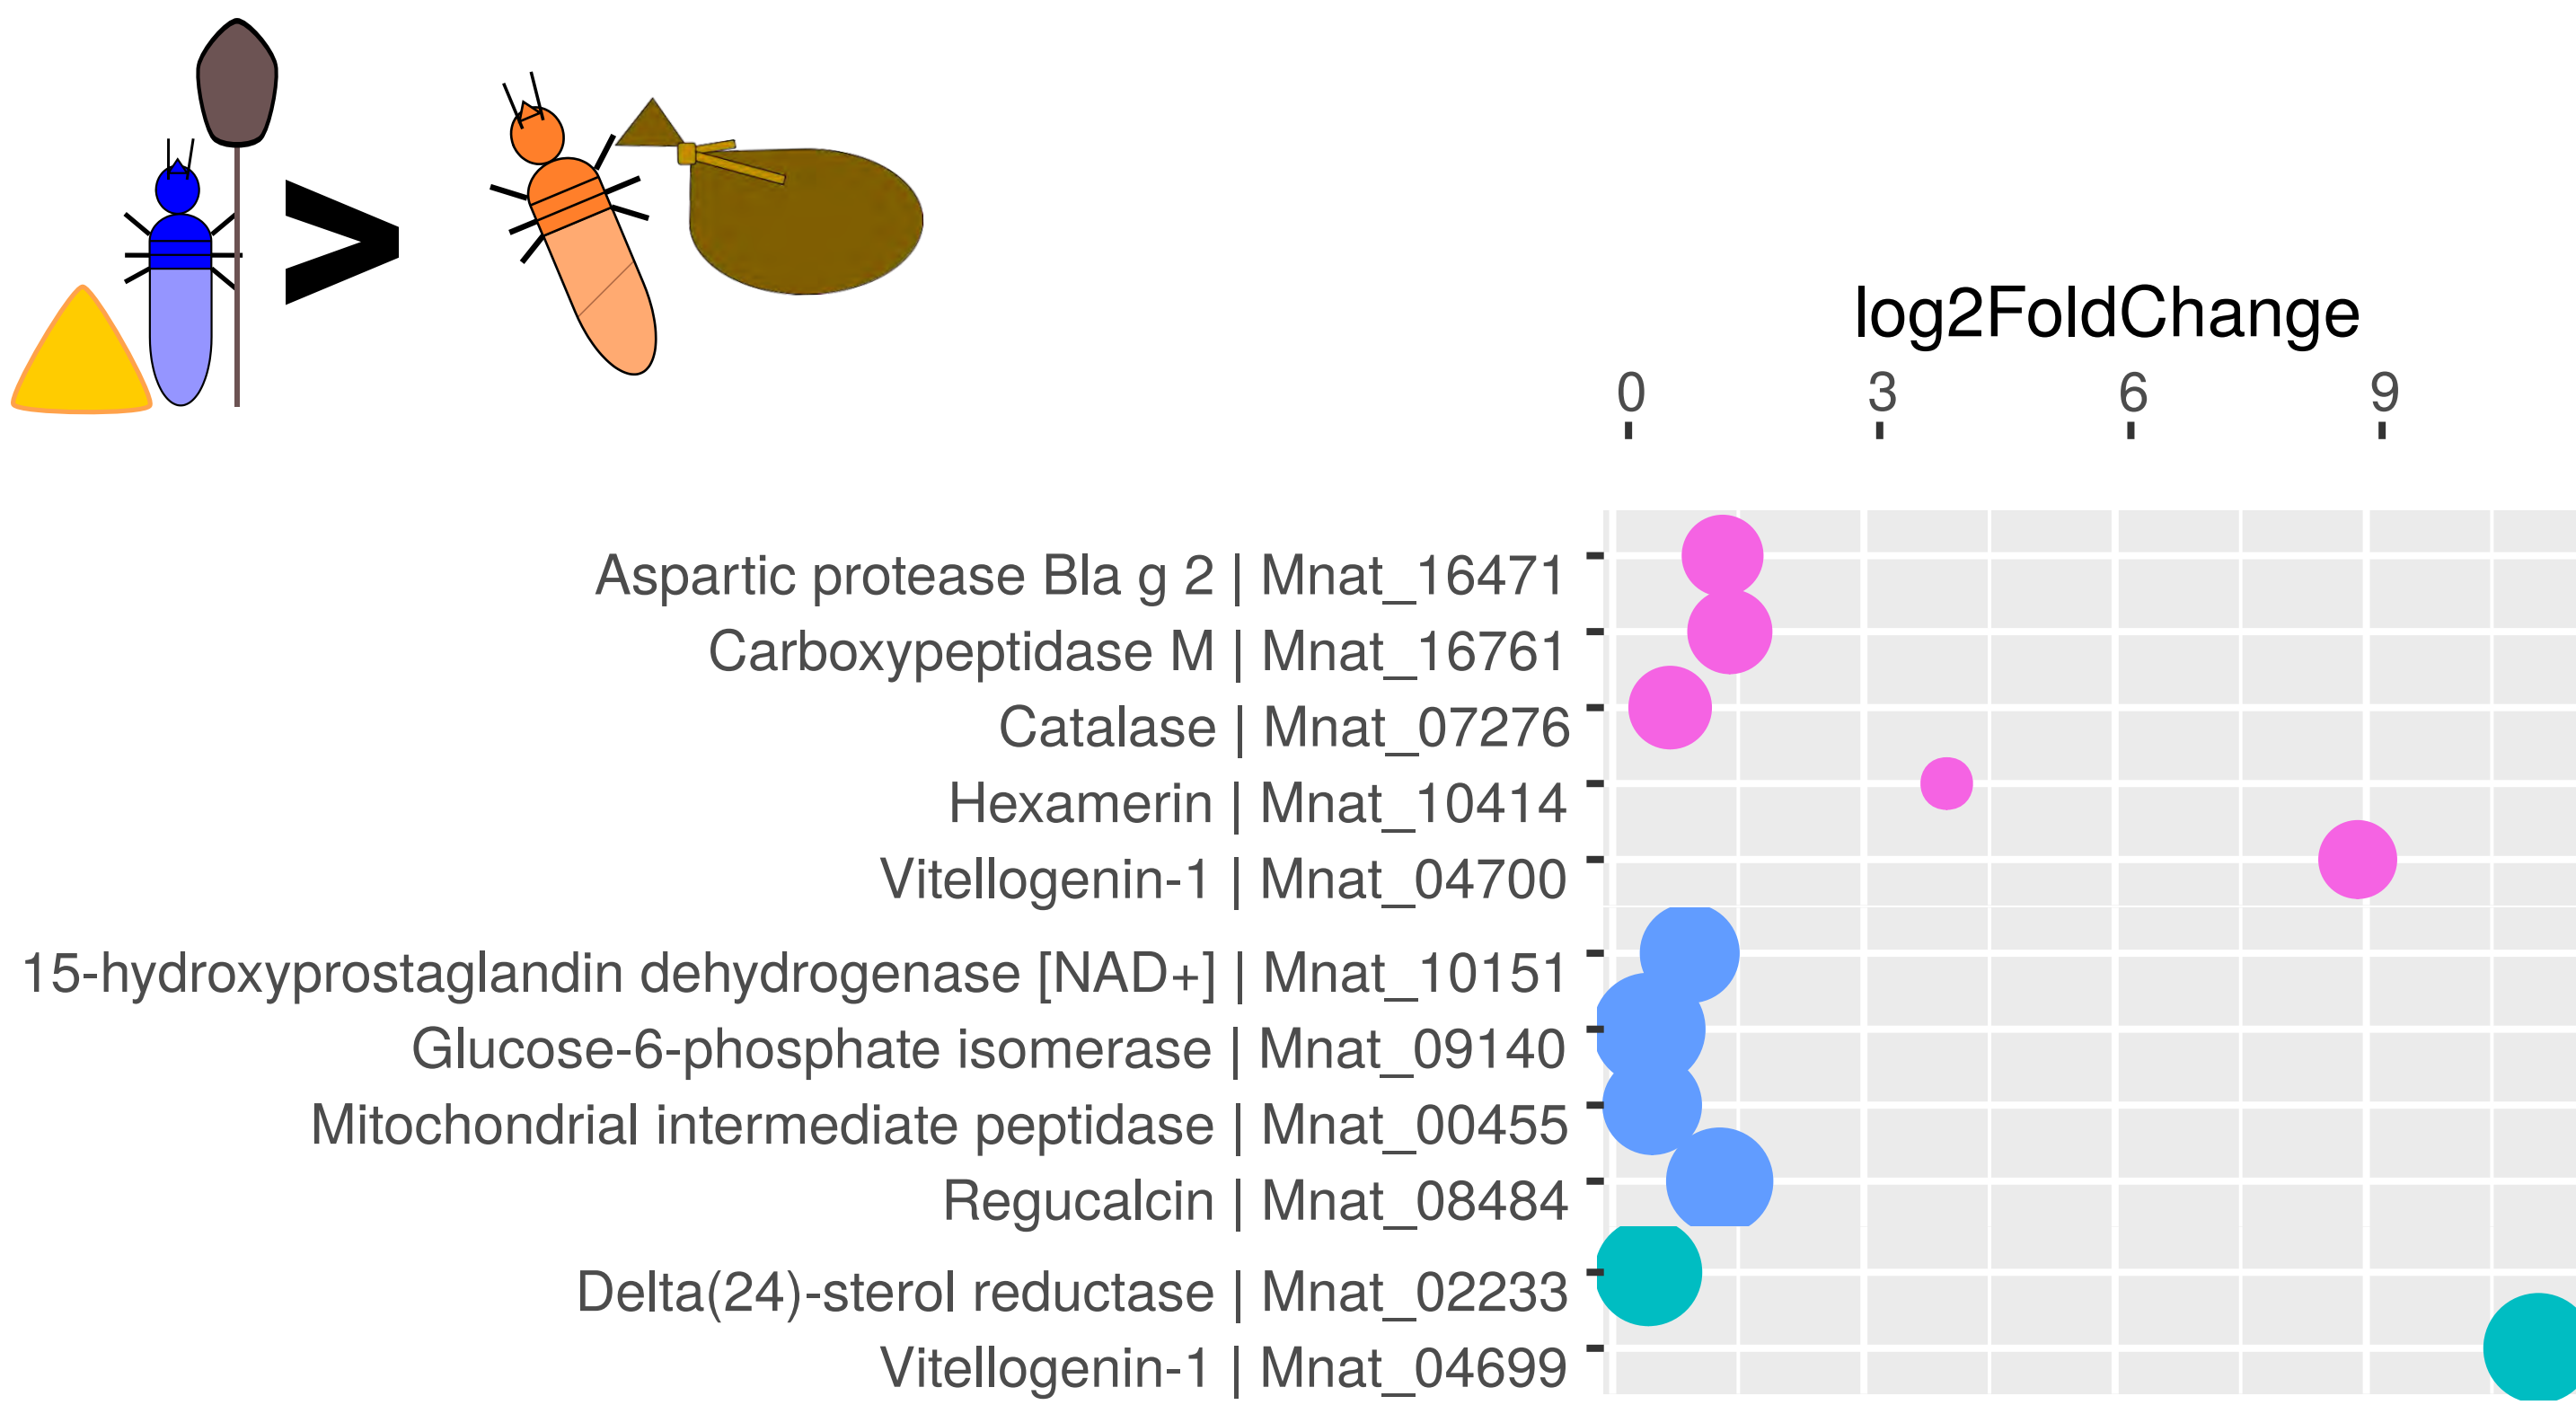 >
log2FoldChange
0 3 6 9
Aspartic protease Bla g 2 | Mnat_16471
Carboxypeptidase M | Mnat_16761
Catalase | Mnat_07276
Hexamerin | Mnat_10414
Vitellogenin-1 | Mnat_04700
15-hydroxyprostaglandin dehydrogenase [NAD+] | Mnat_10151
Glucose-6-phosphate isomerase | Mnat_09140
Mitochondrial intermediate peptidase | Mnat_00455
Regucalcin | Mnat_08484
Delta(24)-sterol reductase | Mnat_02233
Vitellogenin-1 | Mnat_04699